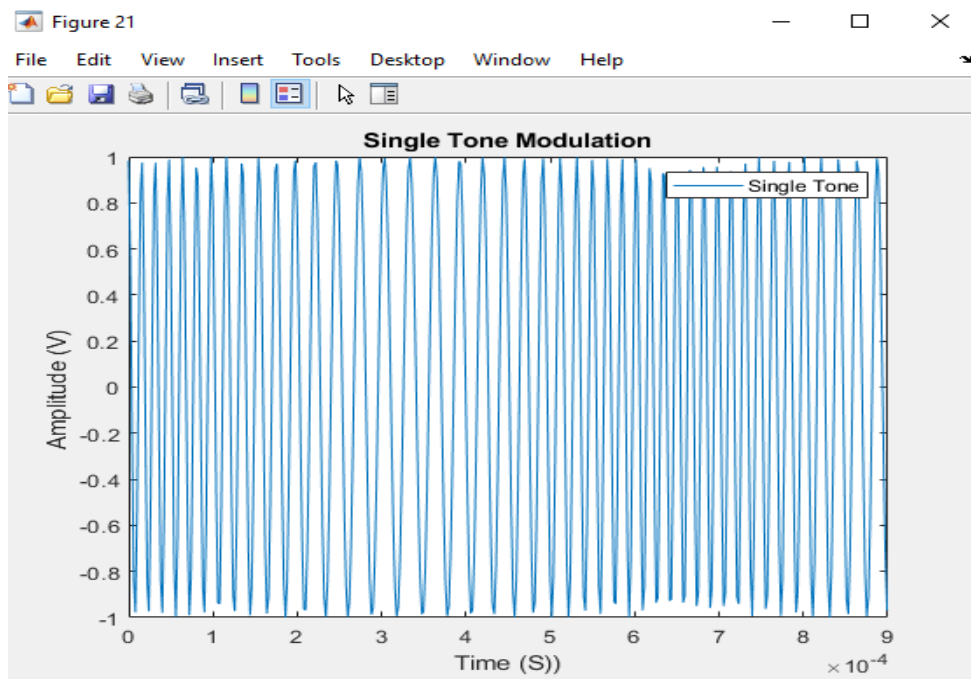 Figure 21
File Edit View Insert Tools Desktop Window Help
Single Tone Modulation
Single Tone
1
0.8
0.6
0.4
0.2
0
-0.2
-0.4
-0.6
-0.8
-1
Amplitude (V)
0 1 2 3 4 5 6 7 8 9
Time (S))
× 10-4